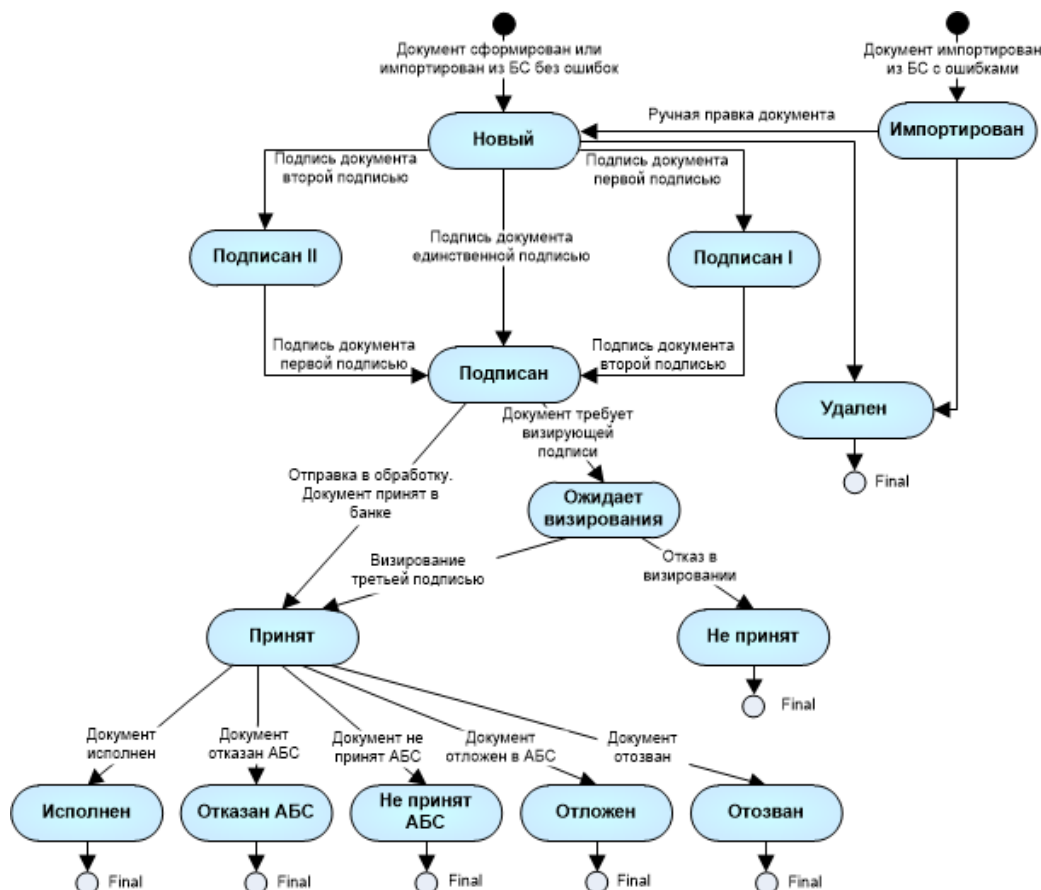 Документ сформирован или
импортирован из БС без ошибок
Документ импортирован
из БС с ошибками
Ручная правка документа
Новый
Импортирован
Подпись документа
второй подписью
Подпись документа
первой подписью
Подписан II
Подпись документа
единственной подписью
Подписан I
Подпись документа
первой подписью
Подписан
Подпись документа
второй подписью
Удален
Final
Документ требует
визирующей
подписи
Отправка в обработку.
Документ принят в
банке
Ожидает
визирования
Визирование
третьей подписью
Отказ в
визировании
Принят
Не принят
Final
Документ
исполнен
Документ
отказан АБС
Документ не
принят АБС
Документ
отложен в АБС
Документ
отозван
Исполнен
Отказан АБС
Не принят
АБС
Отложен
Отозван
Final
Final
Final
Final
Final